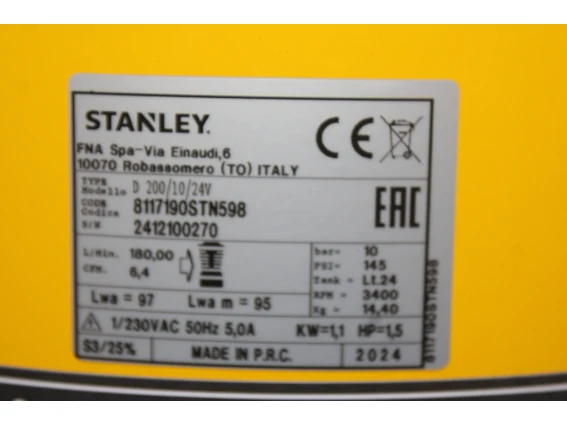 STANLEY.
FNA Spa-Via Einaudi,6
10070 Robassomero (TO) ITALY
TYPE
Modello D 200/10/24V
CODE
Codice 8117190STN598
S/N 2412100270
L/Min. 180,00
CFM. 6,4
Lwa = 97 Lwa m = 95
CE
EAC
bar= 10
PSI= 145
Tank = Lt.24
RPM = 3400
Kg = 14,40
1/230VAC 50Hz 5,0A KW=1,1 HP=1,5
S3/25% MADE IN P.R.C. 2024
8117190STN598